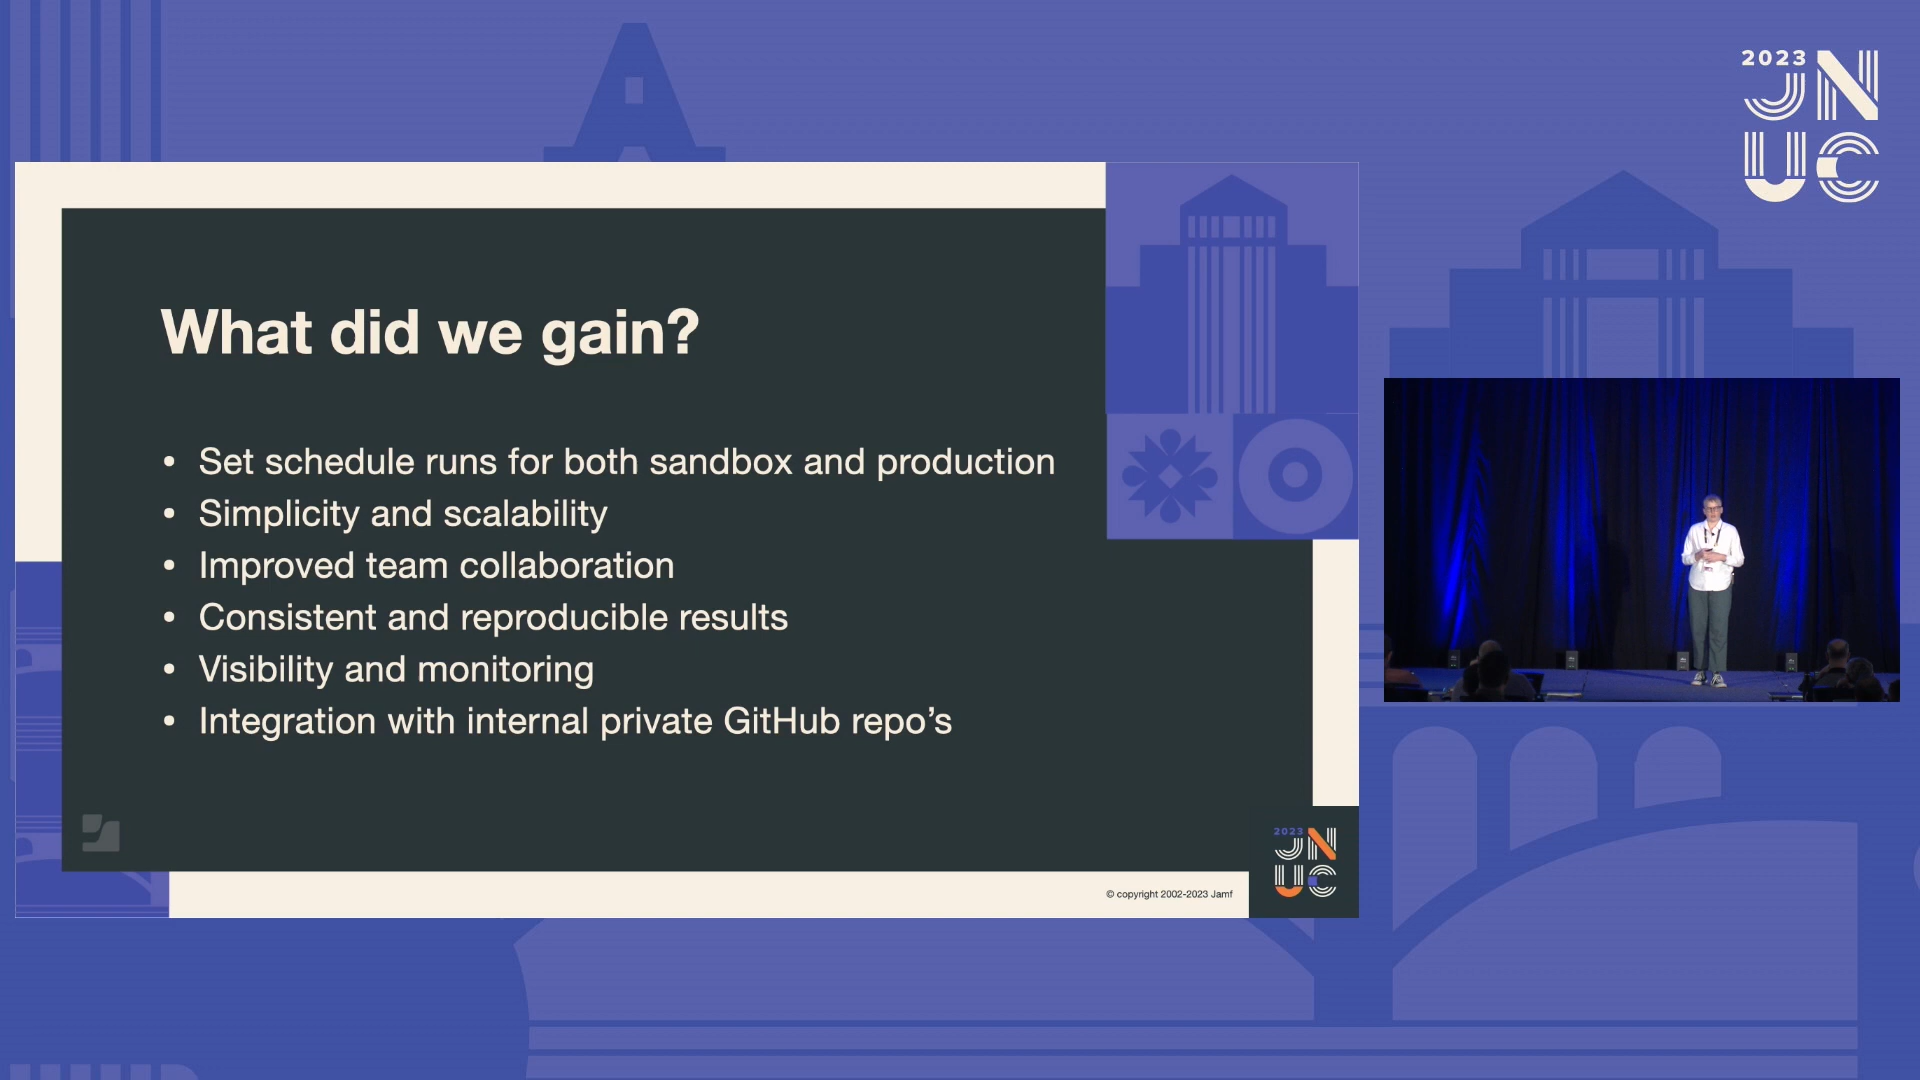 2023
JN
UC
What did we gain?
• Set schedule runs for both sandbox and production
• Simplicity and scalability
• Improved team collaboration
• Consistent and reproducible results
• Visibility and monitoring
• Integration with internal private GitHub repo’s
© copyright 2002-2023 Jamf
2023
JN
UC